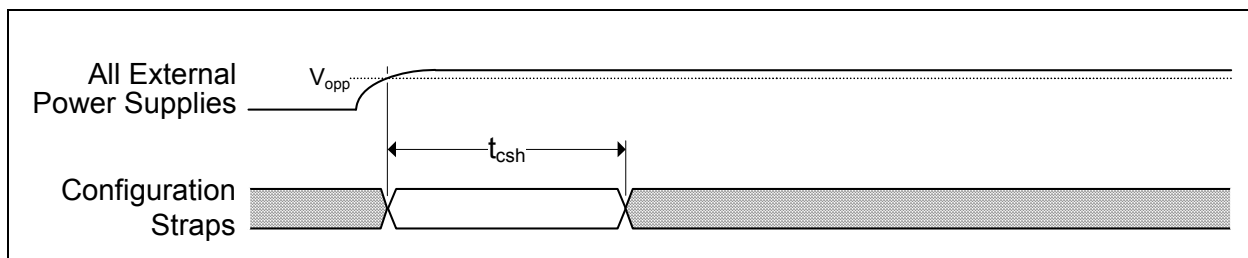 All External
Power Supplies
Vopp
tcsh
Configuration
Straps